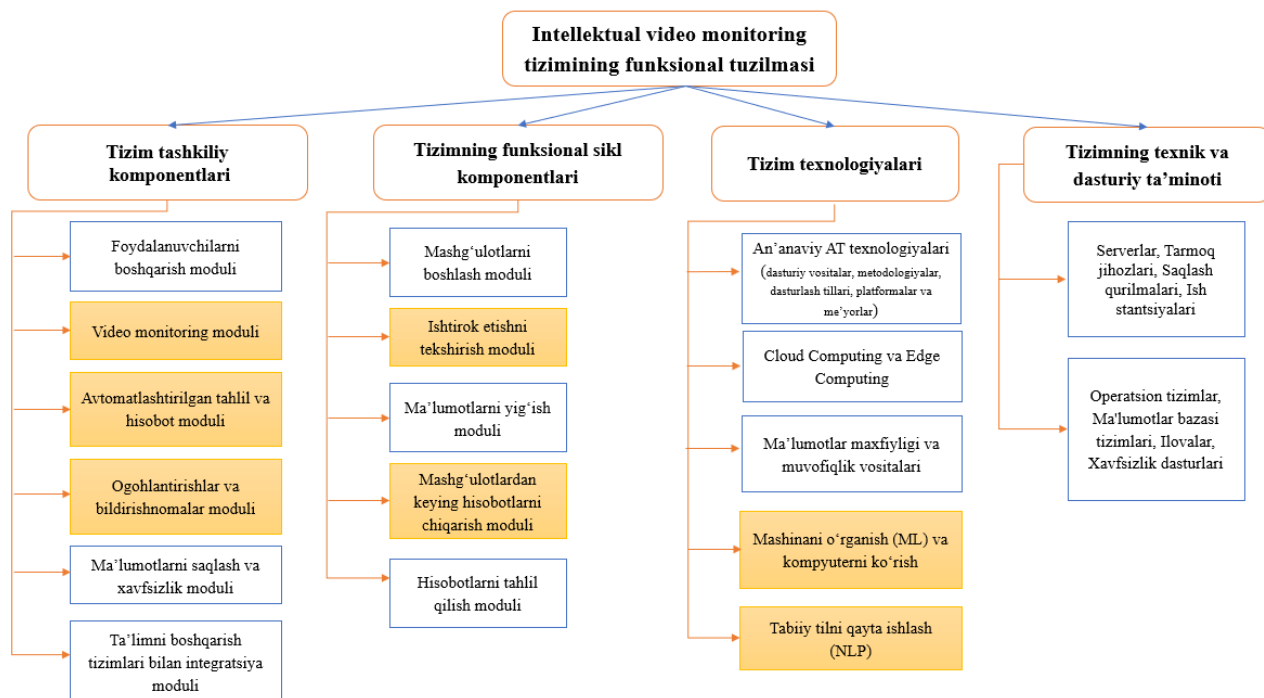 Intellektual video monitoring
tizimining funksional tuzilmasi
Tizim tashkiliy
komponentlari
Foydalanuvchilarni
boshqarish moduli
Video monitoring moduli
Avtomatlashtirilgan tahlil va
hisobot moduli
Ogohlantirishlar va
bildirishnomalar moduli
Ma’lumotlarni saqlash va
xavfsizlik moduli
Ta’limni boshqarish
tizimlari bilan integratsiya
moduli
Tizimning funksional sikl
komponentlari
Mashg‘ulotlarni
boshlash moduli
Ishtirok etishni
tekshirish moduli
Ma’lumotlarni yig‘ish
moduli
Mashg‘ulotlardan
keying hisobotlarni
chiqarish moduli
Hisobotlarni tahlil
qilish moduli
Tizim texnologiyalari
An’anaviy AT texnologiyalari
(dasturiy vositalar, metodologiyalar,
dasturlash tillari, platformalar va
me’yorlar)
Cloud Computing va Edge
Computing
Ma’lumotlar maxfiyligi va
muvofiqlik vositalari
Mashinani o‘rganish (ML) va
kompyuterni ko‘rish
Tabiiy tilni qayta ishlash
(NLP)
Tizimning texnik va
dasturiy ta’minoti
Serverlar, Tarmoq
jihozlari, Saqlash
qurilmalari, Ish
stantsiyalari
Operatsion tizimlar,
Ma'lumotlar bazasi
tizimlari, Ilovalar,
Xavfsizlik dasturlari